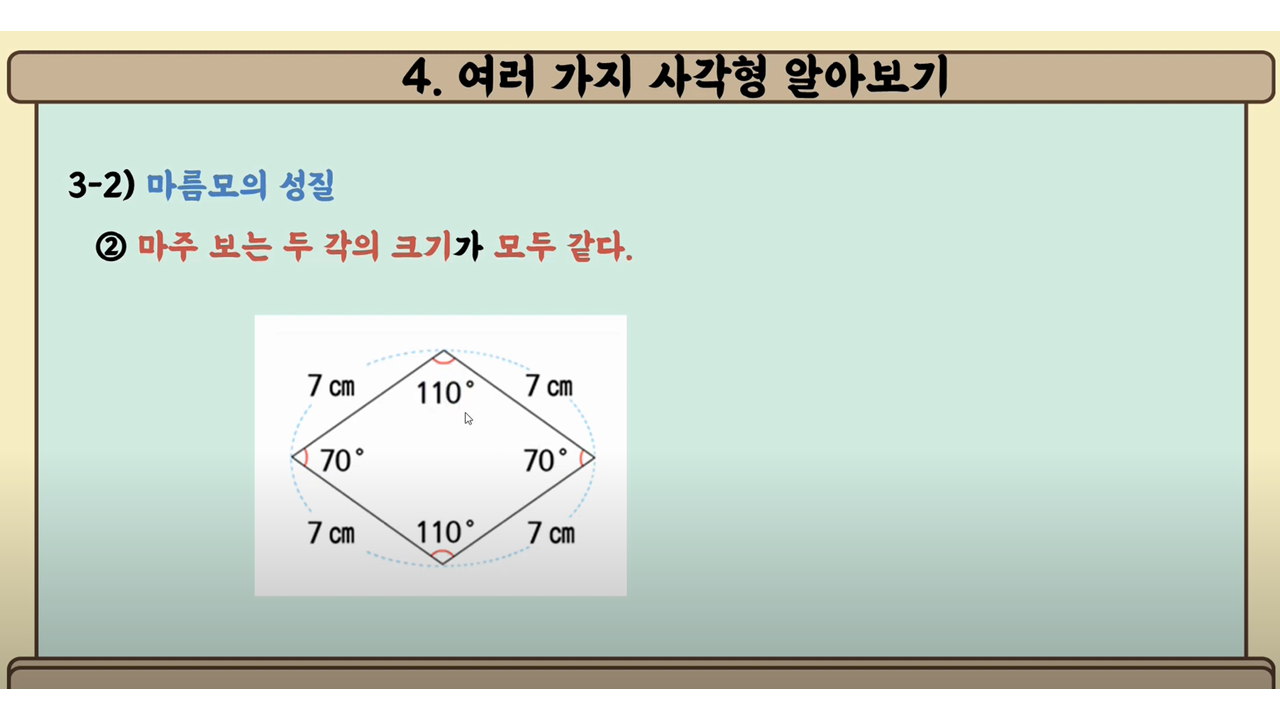 4. 여러 가지 사각형 알아보기
3-2) 마름모의 성질
② 마주 보는 두 각의 크기가 모두 같다.
7 cm 7 cm
110°
70° 70°
7 cm 110° 7 cm